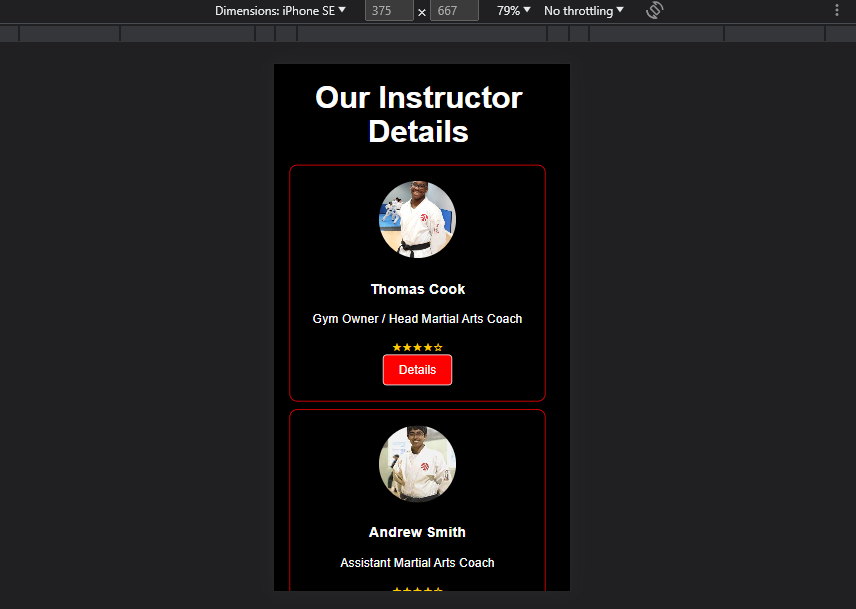 Dimensions: iPhone SE ▼ 375 × 667 79% ▼ No throttling ▼
Our Instructor
Details
Thomas Cook
Gym Owner / Head Martial Arts Coach
★★★★☆
Details
Andrew Smith
Assistant Martial Arts Coach